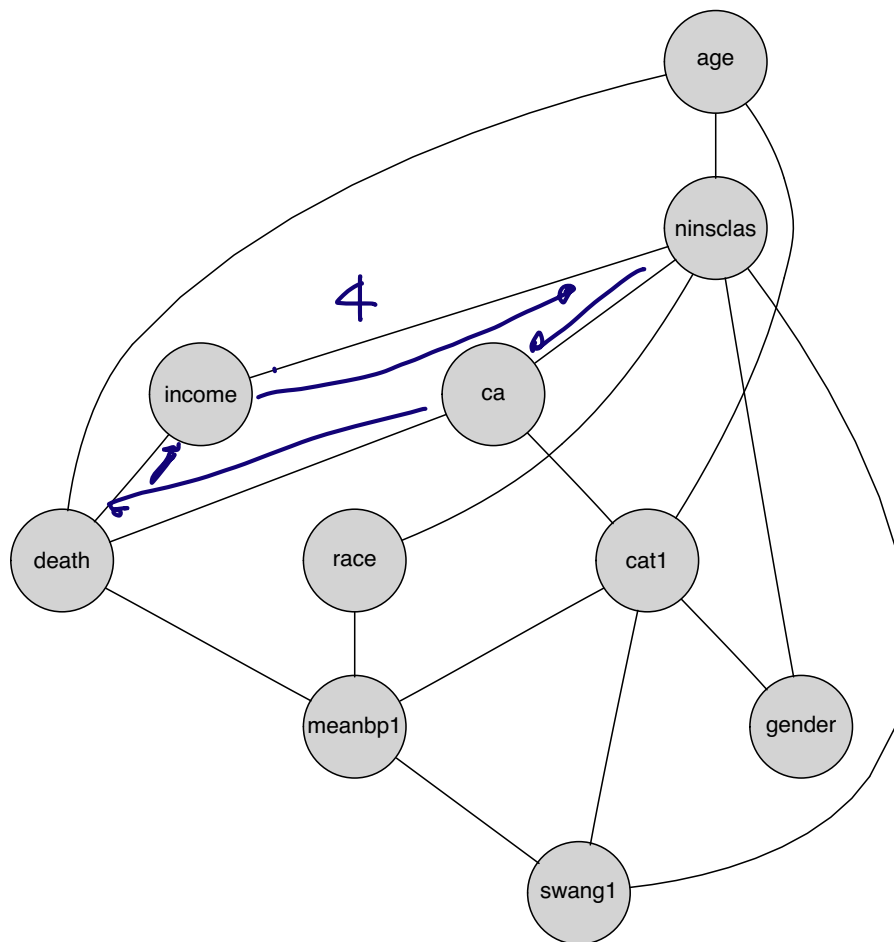 age
ninsclas
4
income
ca
death
race
cat1
meanbp1
gender
swang1